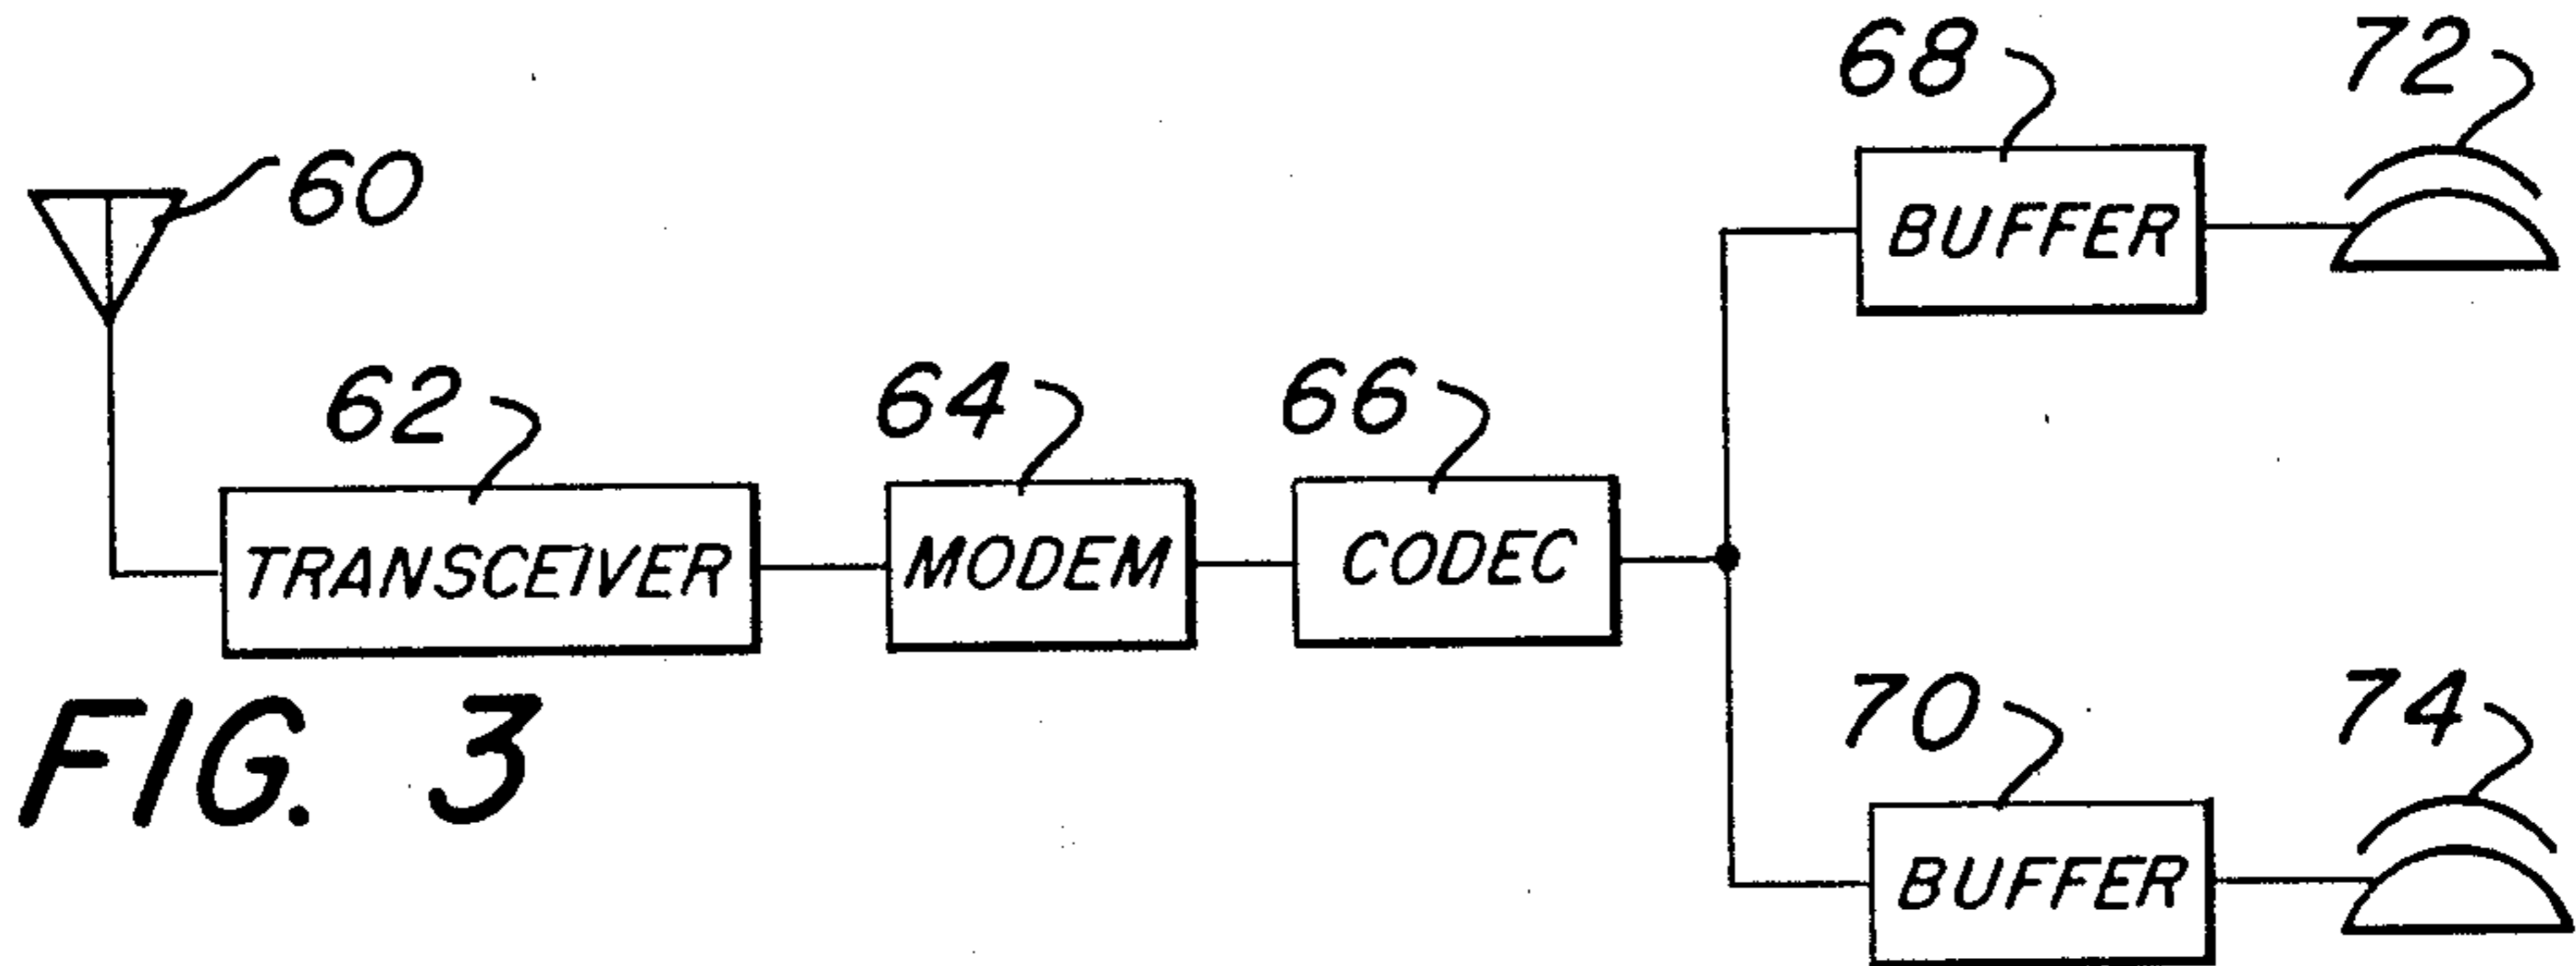 68
72
60
BUFFER
62
64
66
TRANSCEIVER
MODEM
CODEC
70
74
FIG. 3
BUFFER